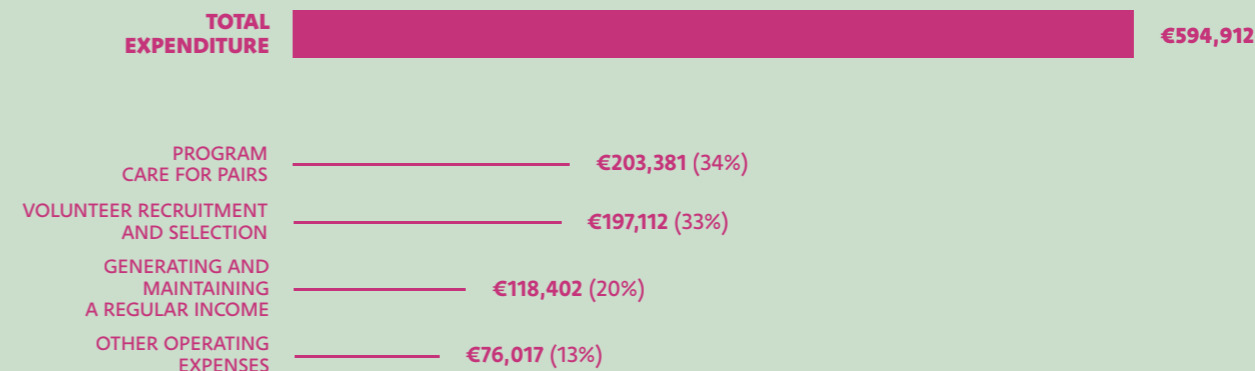 TOTAL
EXPENDITURE
€594,912
PROGRAM
CARE FOR PAIRS
€203,381 (34%)
VOLUNTEER RECRUITMENT
AND SELECTION
€197,112 (33%)
GENERATING AND
MAINTAINING
A REGULAR INCOME
€118,402 (20%)
OTHER OPERATING
EXPENSES
€76,017 (13%)